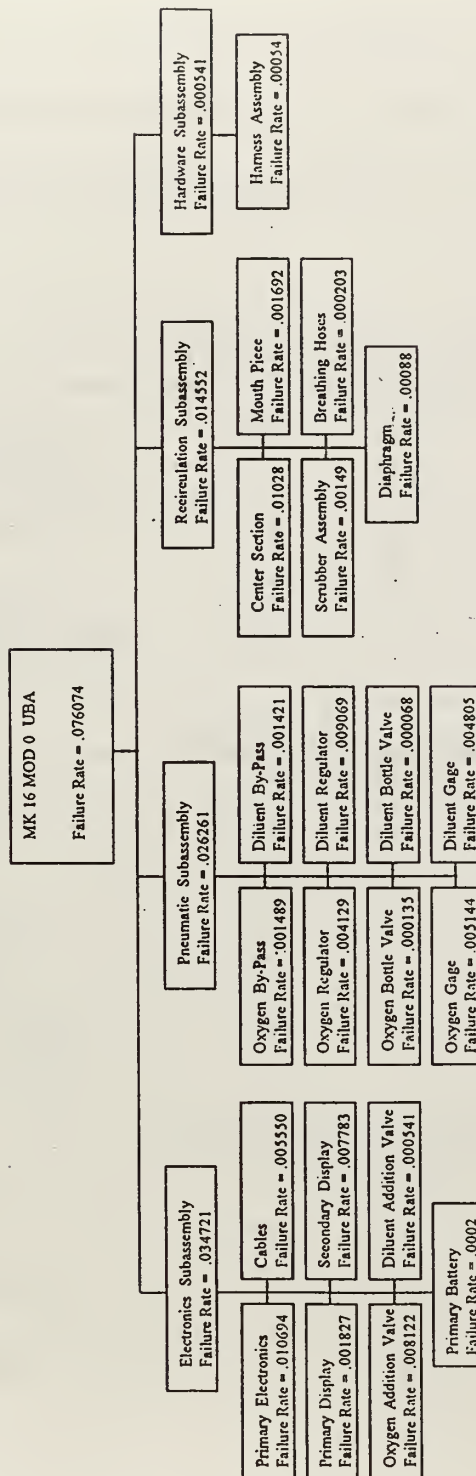 MK 16 MOD 0 UBA
Failure Rate = .076074
Electronics Subassembly
Failure Rate = .034721
Primary Electronics
Failure Rate = .010694
Cables
Failure Rate = .005550
Primary Display
Failure Rate = .001827
Secondary Display
Failure Rate = .007783
Oxygen Addition Valve
Failure Rate = .008122
Diluent Addition Valve
Failure Rate = .000541
Primary Battery
Failure Rate = .0002
Pneumatic Subassembly
Failure Rate = .026261
Oxygen By-Pass
Failure Rate = .001489
Diluent By-Pass
Failure Rate = .001421
Oxygen Regulator
Failure Rate = .004129
Diluent Regulator
Failure Rate = .009069
Oxygen Bottle Valve
Failure Rate = .000135
Diluent Bottle Valve
Failure Rate = .000068
Oxygen Gage
Failure Rate = .005144
Diluent Gage
Failure Rate = .004805
Recirculation Subassembly
Failure Rate = .014552
Center Section
Failure Rate = .01028
Mouth Piece
Failure Rate = .001692
Scrubber Assembly
Failure Rate = .00149
Breathing Hoses
Failure Rate = .000203
Diaphragm
Failure Rate = .00088
Hardware Subassembly
Failure Rate = .000541
Harness Assembly
Failure Rate = .00054